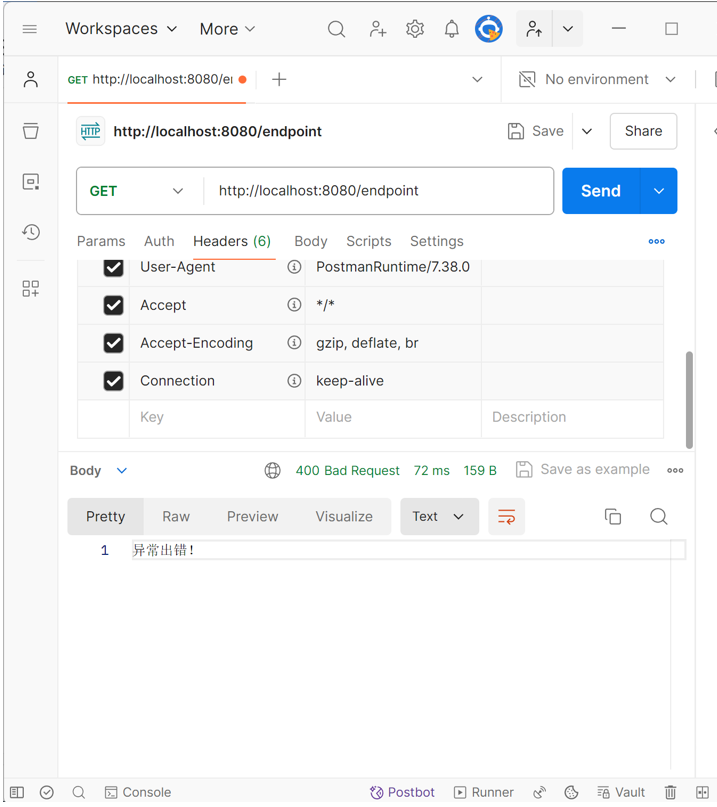 Workspaces More
GET http://localhost:8080/e
No environment
HTTP http://localhost:8080/endpoint Save Share
GET http://localhost:8080/endpoint Send
Params Auth Headers (6) Body Scripts Settings
User-Agent PostmanRuntime/7.38.0
Accept */*
Accept-Encoding gzip, deflate, br
Connection keep-alive
Key Value Description
Body 400 Bad Request 72 ms 159 B Save as example
Pretty Raw Preview Visualize Text
1 异常出错！
Console Postbot Runner Vault